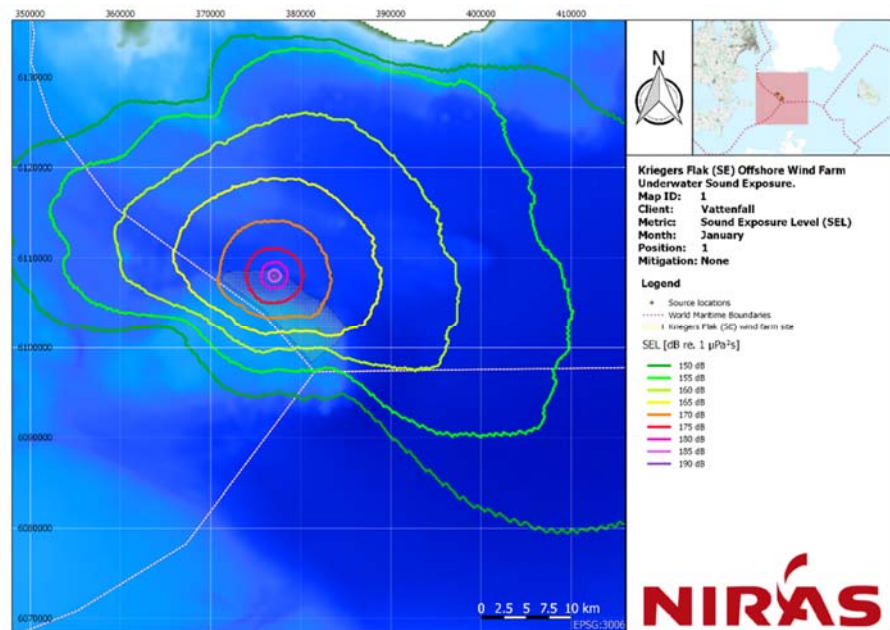 350000 360000 370000 380000 390000 400000 410000
6130000
6120000
6110000
6100000
6090000
6080000
6070000
0 2.5 5 7.5 10 km
EPSG:3006
N
Kriegers Flak (SE) Offshore Wind Farm
Underwater Sound Exposure.
Map ID: 1
Client: Vattenfall
Metric: Sound Exposure Level (SEL)
Month: January
Position: 1
Mitigation: None
Legend
Source locations
World Maritime Boundaries
Kriegers Flak (SE) wind farm site
SEL [dB re. 1 µPa²s]
150 dB
155 dB
160 dB
165 dB
170 dB
175 dB
180 dB
185 dB
190 dB
NIRAS